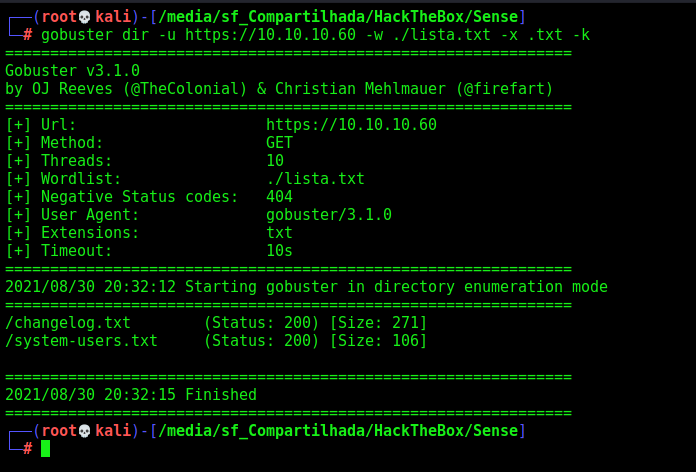 ┌──(root💀kali)-[/media/sf_Compartilhada/HackTheBox/Sense]
└─# gobuster dir -u https://10.10.10.60 -w ./lista.txt -x .txt -k
===============================================================
Gobuster v3.1.0
by OJ Reeves (@TheColonial) & Christian Mehlmauer (@firefart)
===============================================================
[+] Url:                     https://10.10.10.60
[+] Method:                  GET
[+] Threads:                 10
[+] Wordlist:                ./lista.txt
[+] Negative Status codes:   404
[+] User Agent:              gobuster/3.1.0
[+] Extensions:              txt
[+] Timeout:                 10s
===============================================================
2021/08/30 20:32:12 Starting gobuster in directory enumeration mode
===============================================================
/changelog.txt        (Status: 200) [Size: 271]
/system-users.txt     (Status: 200) [Size: 106]

===============================================================
2021/08/30 20:32:15 Finished
===============================================================
┌──(root💀kali)-[/media/sf_Compartilhada/HackTheBox/Sense]
└─#